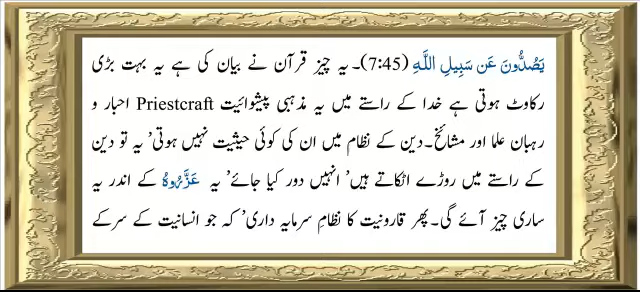 يَصُدُّونَ عَن سَبِيلِ اللَّهِ (7:45)۔ یہ چیز قرآن نے بیان کی ہے یہ بہت بڑی
رکاوٹ ہوتی ہے خدا کے راستے میں یہ مذہبی پیشوائیت Priestcraft احبار و
رہبان علما اور مشائخ۔ دین کے نظام میں ان کی کوئی حیثیت نہیں ہوتی’ یہ تو دین
کے راستے میں روڑے اٹکاتے ہیں’ انہیں دور کیا جائے’ یہ عَزَّرُوهُ کے اندر یہ
ساری چیز آئے گی۔ پھر قارونیت کا نظامِ سرمایہ داری’ کہ جو انسانیت کے سرکے